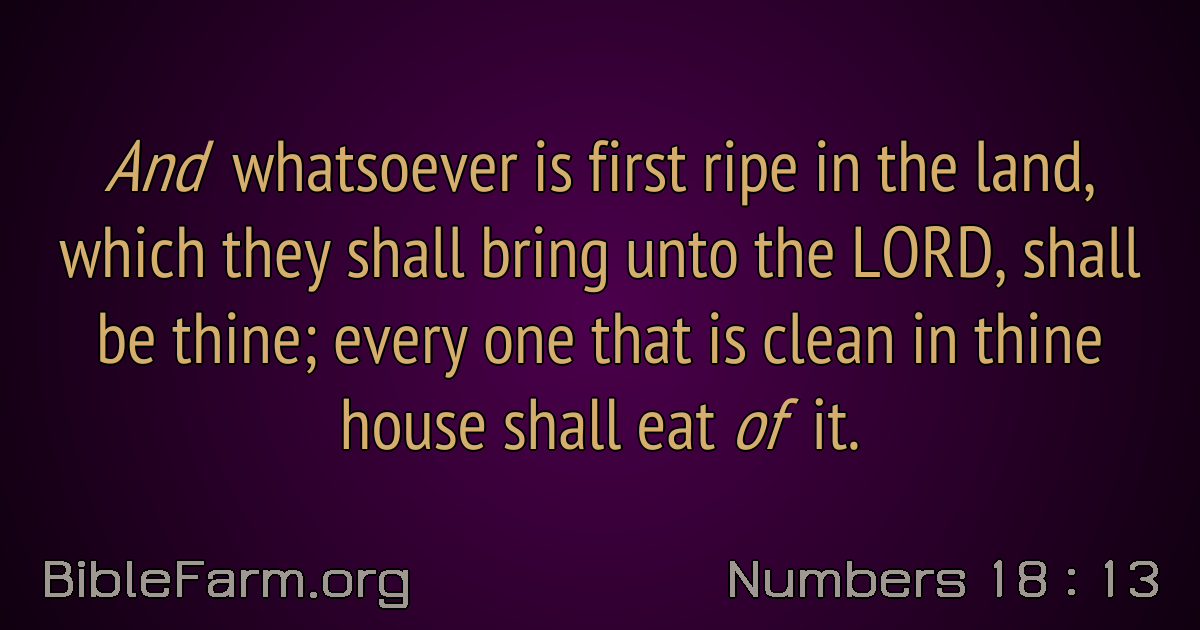 And whatsoever is first ripe in the land,
which they shall bring unto the LORD, shall
be thine; every one that is clean in thine
house shall eat of it.
BibleFarm.org
Numbers 18 : 13